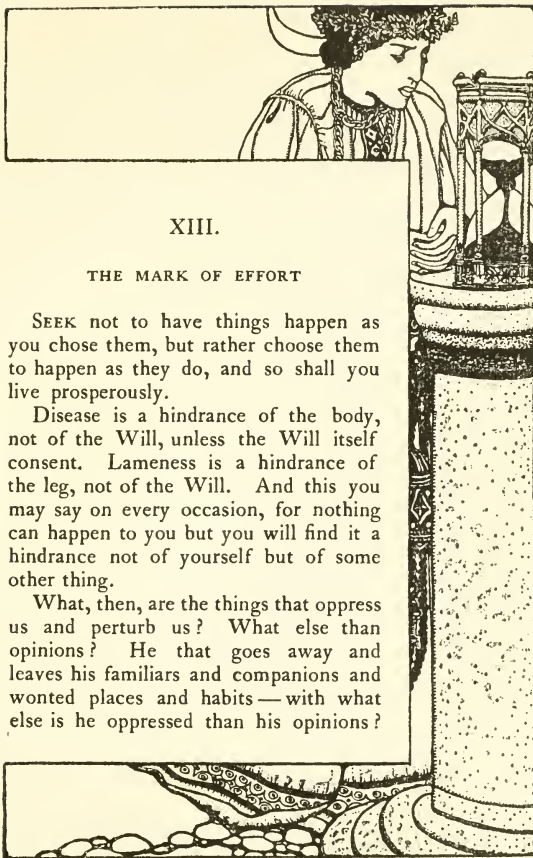 XIII.
THE MARK OF EFFORT
SEEK not to have things happen as
you chose them, but rather choose them
to happen as they do, and so shall you
live prosperously.
Disease is a hindrance of the body,
not of the Will, unless the Will itself
consent. Lameness is a hindrance of
the leg, not of the Will. And this you
may say on every occasion, for nothing
can happen to you but you will find it a
hindrance not of yourself but of some
other thing.
What, then, are the things that oppress
us and perturb us? What else than
opinions? He that goes away and
leaves his familiars and companions and
wonted places and habits — with what
else is he oppressed than his opinions?